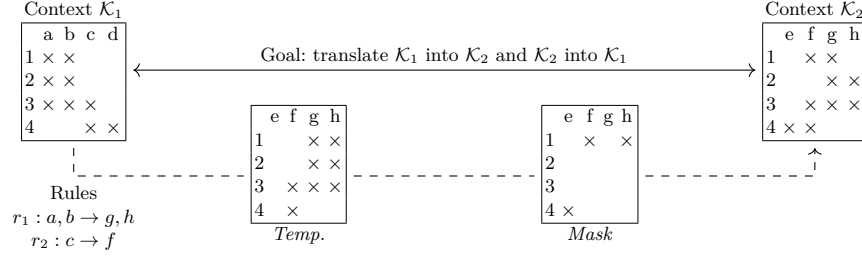 Context 𝒦₁
a b c d
1 × ×
2 × ×
3 × × ×
4 × ×
Goal: translate 𝒦₁ into 𝒦₂ and 𝒦₂ into 𝒦₁
Context 𝒦₂
e f g h
1 × ×
2 × ×
3 × × ×
4 × ×
Rules
r₁ : a, b → g, h
r₂ : c → f
e f g h
1 × ×
2 × ×
3 × × ×
4 ×
Temp.
e f g h
1 × ×
2
3
4 ×
Mask